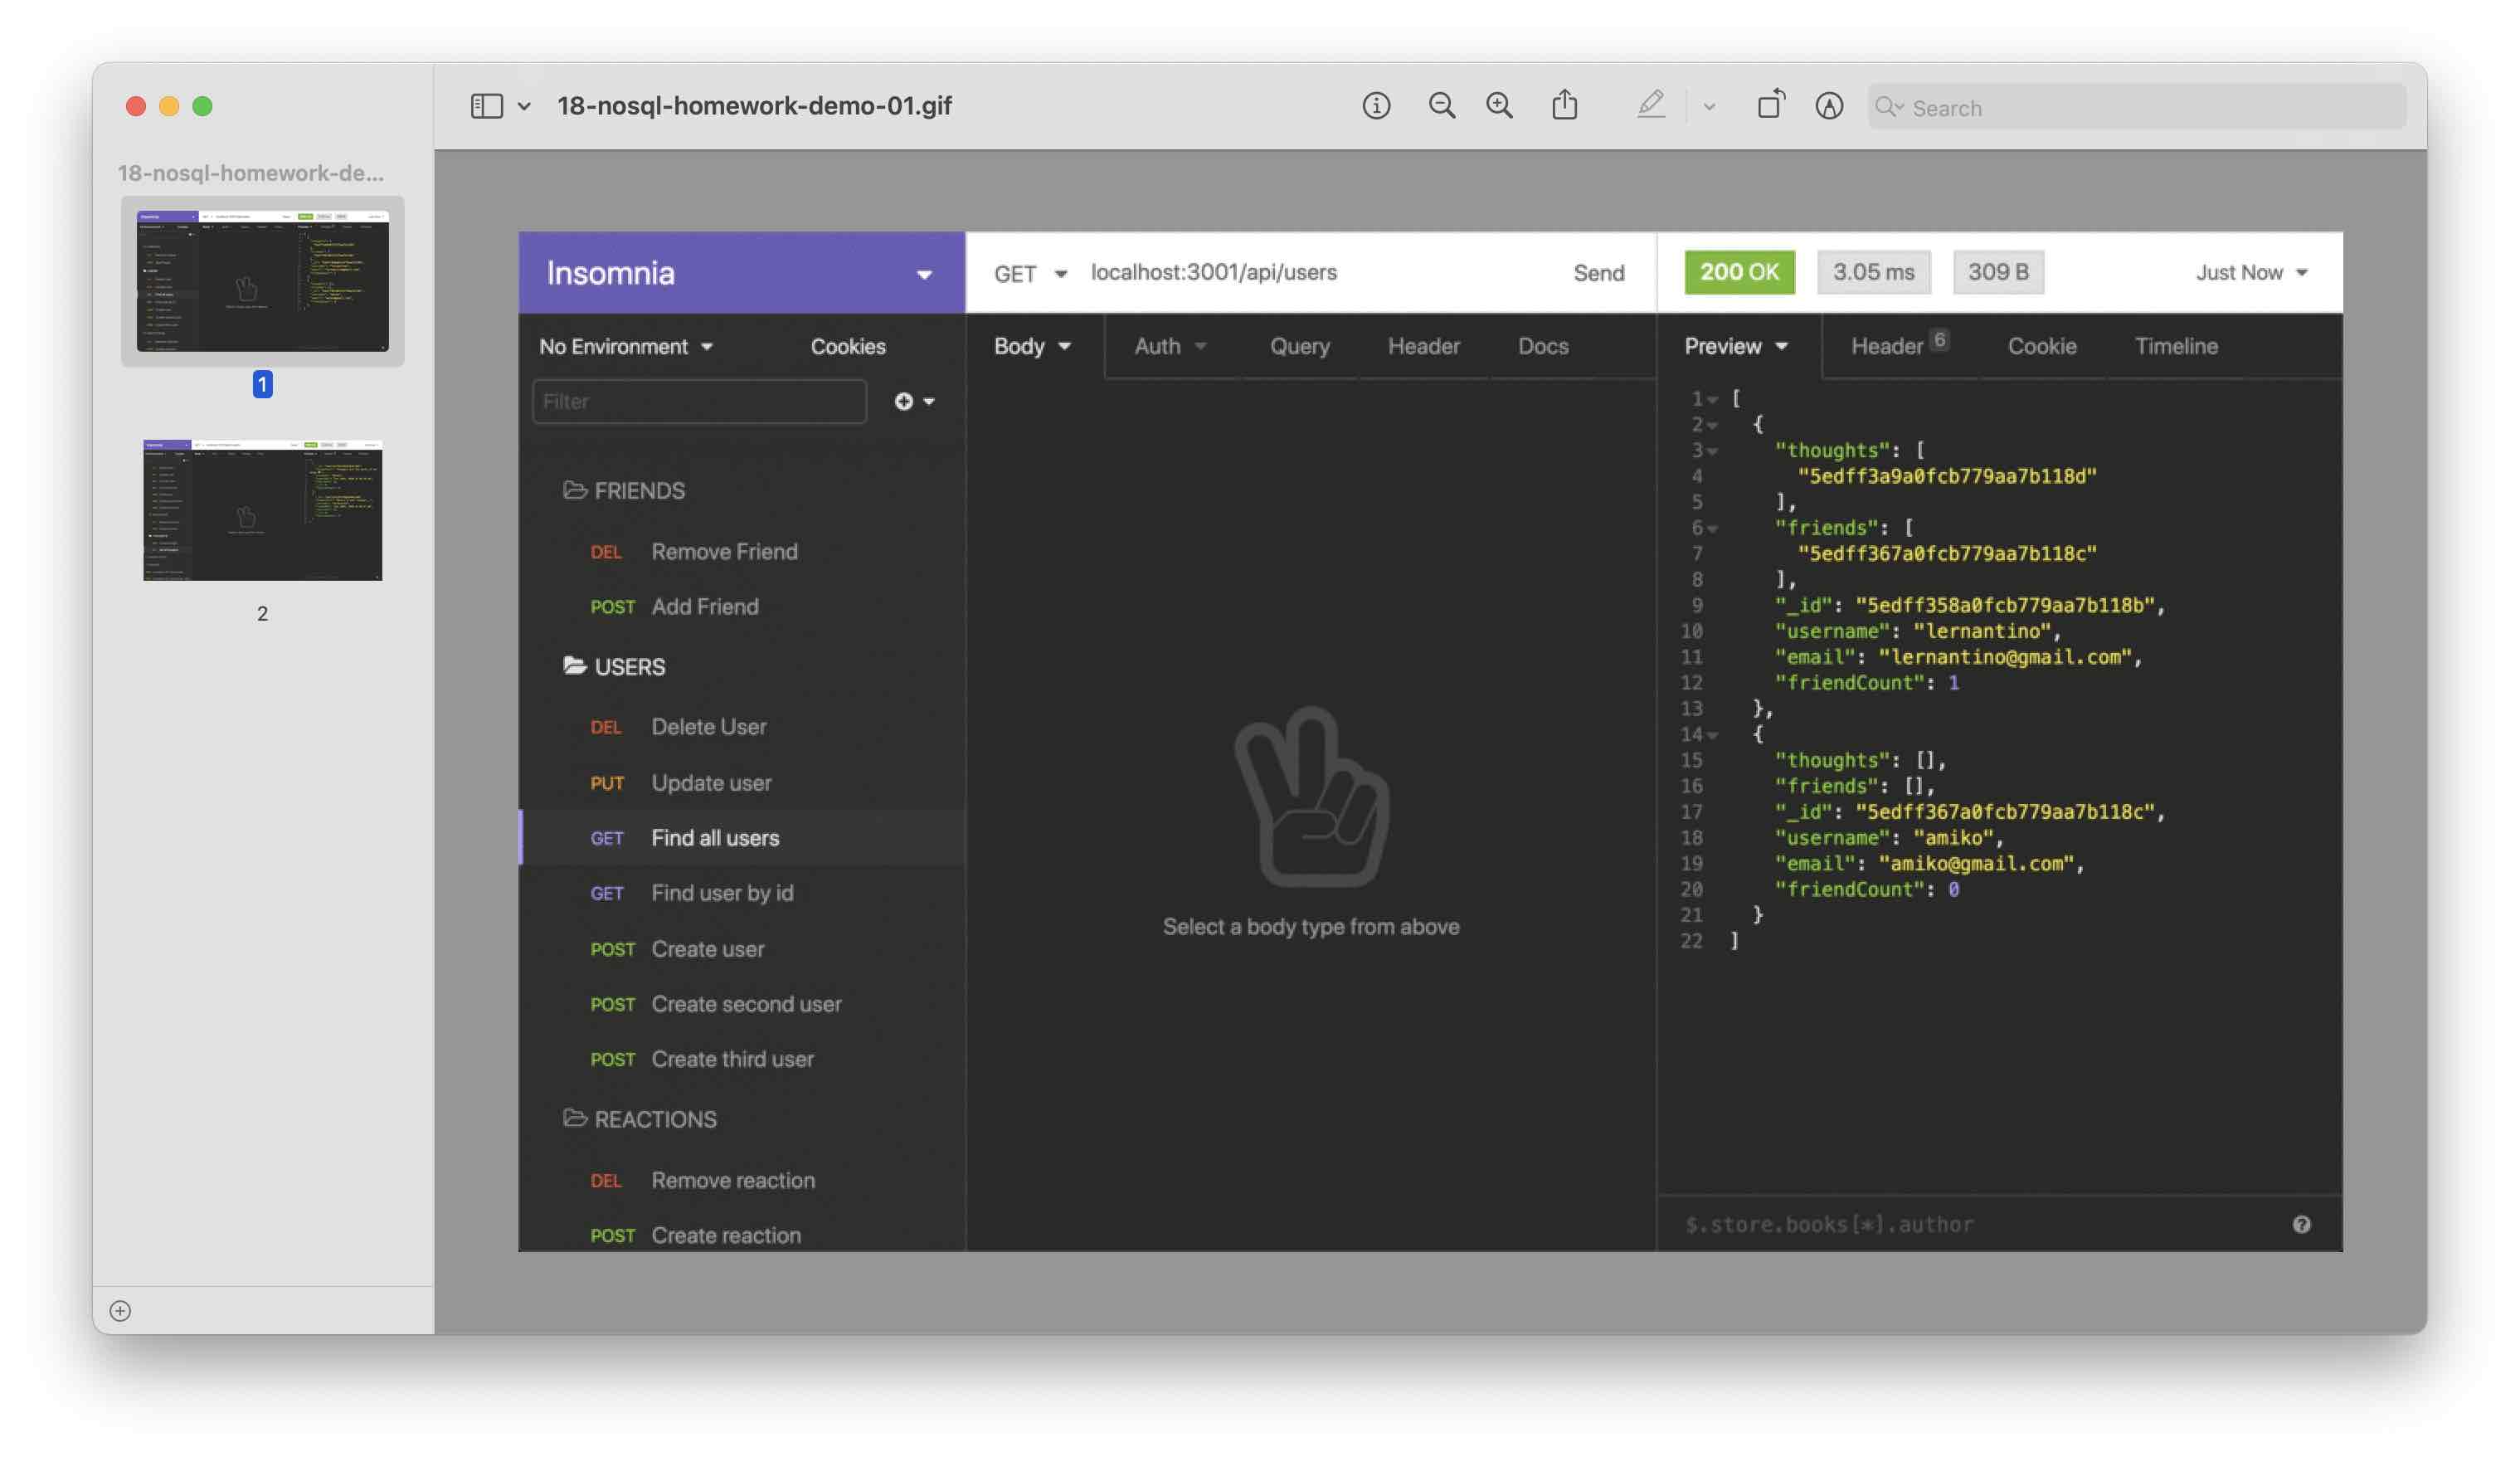 18-nosql-homework-demo-01.gif
Search
18-nosql-homework-de...
1
2
Insomnia
No Environment
Cookies
Filter
FRIENDS
DEL Remove Friend
POST Add Friend
USERS
DEL Delete User
PUT Update user
GET Find all users
GET Find user by id
POST Create user
POST Create second user
POST Create third user
REACTIONS
DEL Remove reaction
POST Create reaction
GET localhost:3001/api/users Send
Body Auth Query Header Docs
Select a body type from above
200 OK 3.05 ms 309 B Just Now
Preview Header 6 Cookie Timeline
1 [
2 {
3 "thoughts": [
4 "5edff3a9a0fcb779aa7b118d"
5 ],
6 "friends": [
7 "5edff367a0fcb779aa7b118c"
8 ],
9 "_id": "5edff358a0fcb779aa7b118b",
10 "username": "lernantino",
11 "email": "lernantino@gmail.com",
12 "friendCount": 1
13 },
14 {
15 "thoughts": [],
16 "friends": [],
17 "_id": "5edff367a0fcb779aa7b118c",
18 "username": "amiko",
19 "email": "amiko@gmail.com",
20 "friendCount": 0
21 }
22 ]
$.store.books[*].author